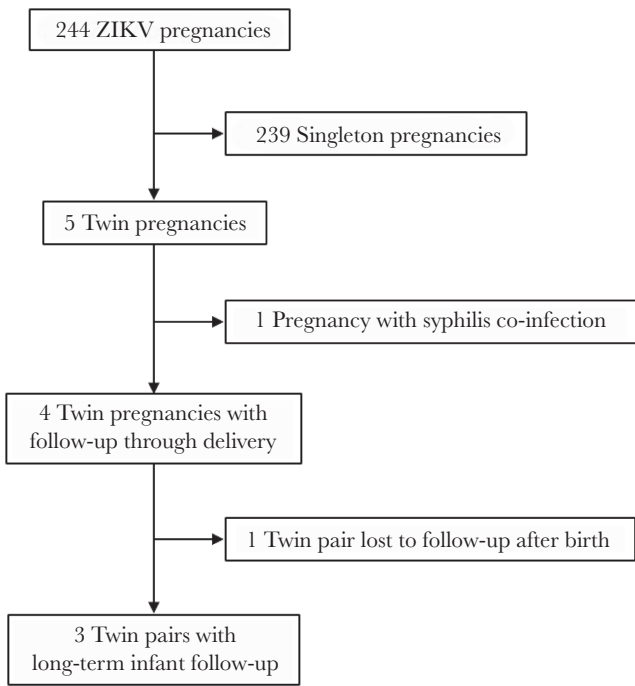 244 ZIKV pregnancies
239 Singleton pregnancies
5 Twin pregnancies
1 Pregnancy with syphilis co-infection
4 Twin pregnancies with
follow-up through delivery
1 Twin pair lost to follow-up after birth
3 Twin pairs with
long-term infant follow-up